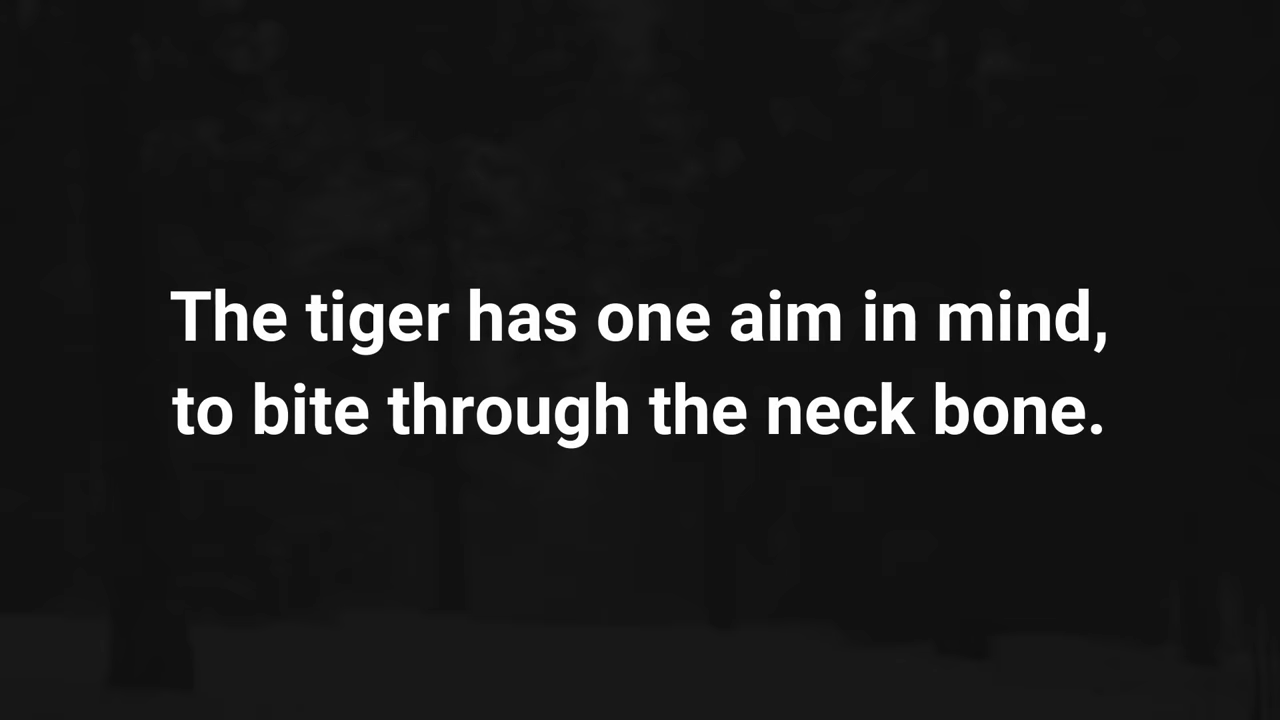 The tiger has one aim in mind,
to bite through the neck bone.